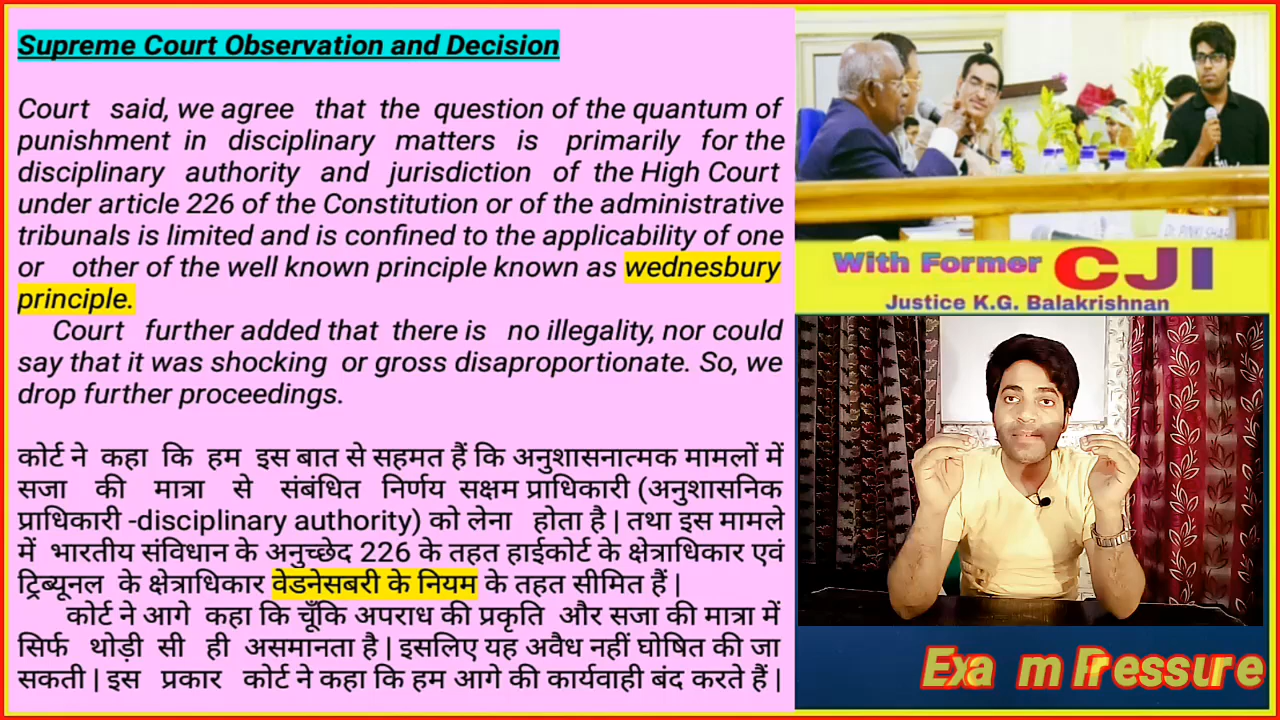 Supreme Court Observation and Decision
Court said, we agree that the question of the quantum of
punishment in disciplinary matters is primarily for the
disciplinary authority and jurisdiction of the High Court
under article 226 of the Constitution or of the administrative
tribunals is limited and is confined to the applicability of one
or other of the well known principle known as wednesbury
principle.
Court further added that there is no illegality, nor could
say that it was shocking or gross disaproportionate. So, we
drop further proceedings.
कोर्ट ने कहा कि हम इस बात से सहमत हैं कि अनुशासनात्मक मामलों में
सजा की मात्रा से संबंधित निर्णय सक्षम प्राधिकारी (अनुशासनिक
प्राधिकारी -disciplinary authority) को लेना होता है | तथा इस मामले
में भारतीय संविधान के अनुच्छेद 226 के तहत हाईकोर्ट के क्षेत्राधिकार एवं
ट्रिब्यूनल के क्षेत्राधिकार वेडनेसबरी के नियम के तहत सीमित हैं |
कोर्ट ने आगे कहा कि चूँकि अपराध की प्रकृति और सजा की मात्रा में
सिर्फ थोड़ी सी ही असमानता है | इसलिए यह अवैध नहीं घोषित की जा
सकती | इस प्रकार कोर्ट ने कहा कि हम आगे की कार्यवाही बंद करते हैं |
With Former CJI
Justice K.G. Balakrishnan
Exam Pressure